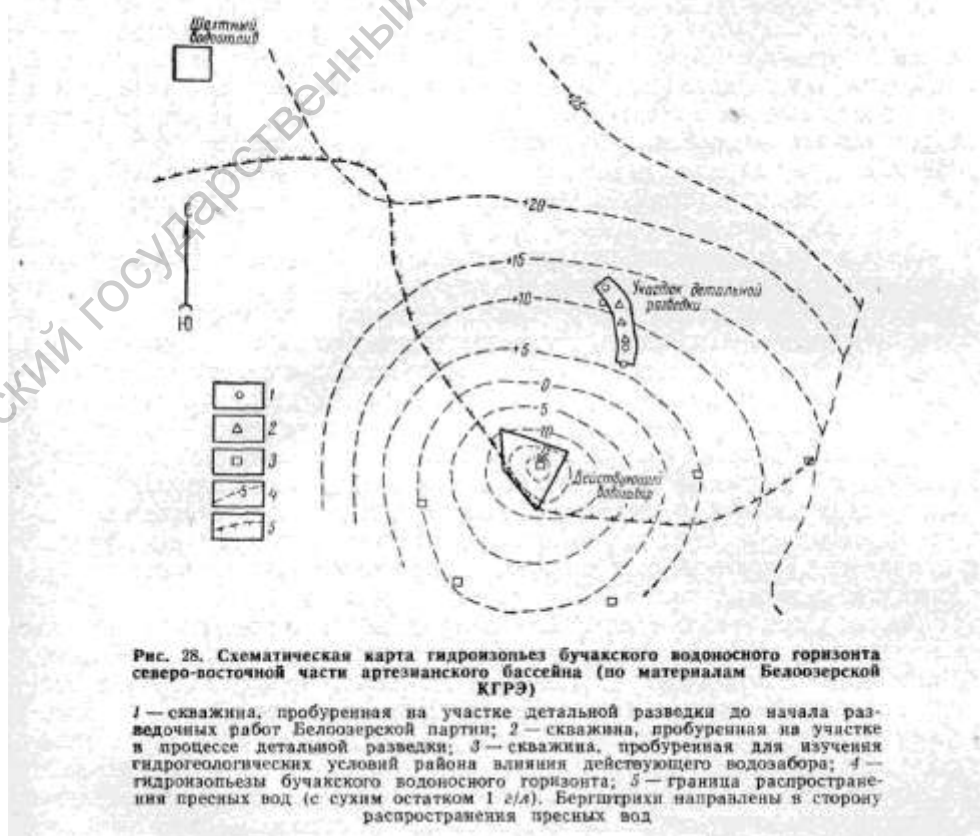 Шахтный
водоотлив
ский государственный
25
С
+20
+15
Участок детальной
разведки
+10
Ю
+5
0
1
-5
2
-10
3
Действующий
водозабор
-5
4
5
Рис. 28. Схематическая карта гидроизопьез бучакского водоносного горизонта
северо-восточной части артезианского бассейна (по материалам Белоозерской
КГРЭ)
1 — скважина, пробуренная на участке детальной разведки до начала раз-
ведочных работ Белоозерской партии; 2 — скважина, пробуренная на участке
в процессе детальной разведки; 3 — скважина, пробуренная для изучения
гидрогеологических условий района влияния действующего водозабора; 4 —
гидроизопьезы бучакского водоносного горизонта; 5 — граница распростране-
ния пресных вод (с сухим остатком 1 г/л). Бергштрихи направлены в сторону
распространения пресных вод